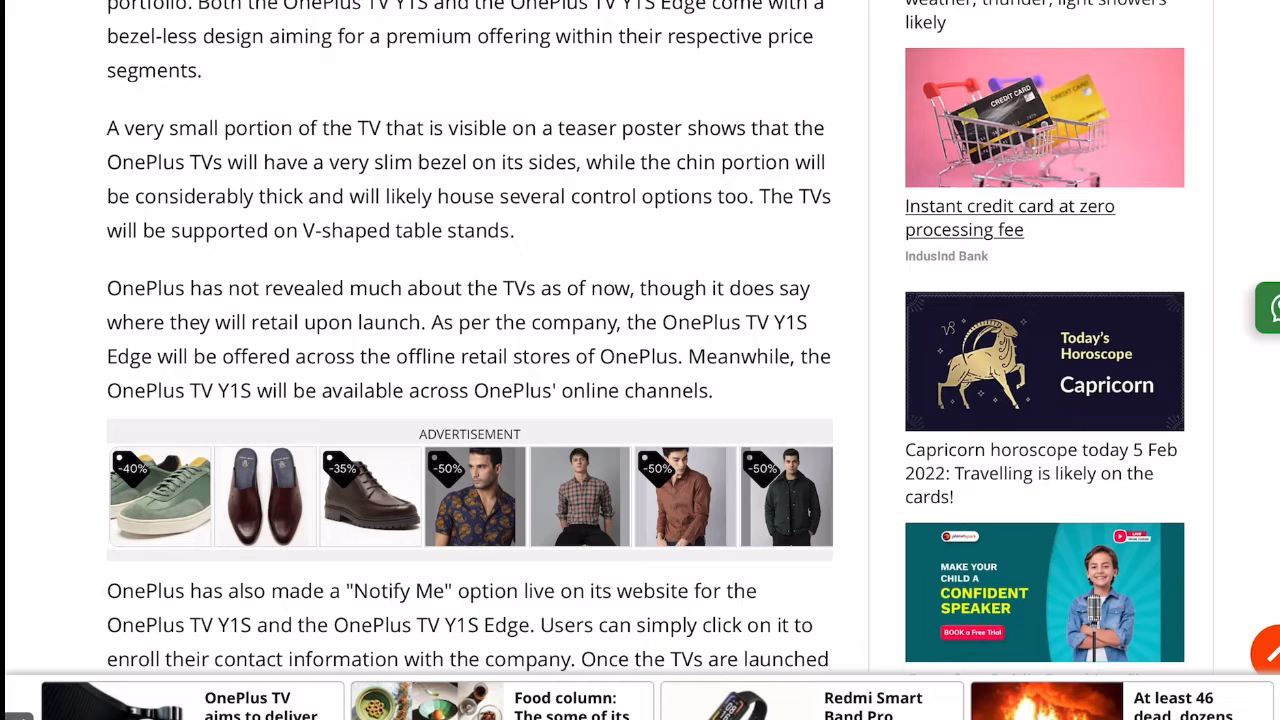 portfolio. Both the OnePlus TV Y1S and the OnePlus TV Y1S Edge come with a
bezel-less design aiming for a premium offering within their respective price
segments.
A very small portion of the TV that is visible on a teaser poster shows that the
OnePlus TVs will have a very slim bezel on its sides, while the chin portion will
be considerably thick and will likely house several control options too. The TVs
will be supported on V-shaped table stands.
OnePlus has not revealed much about the TVs as of now, though it does say
where they will retail upon launch. As per the company, the OnePlus TV Y1S
Edge will be offered across the offline retail stores of OnePlus. Meanwhile, the
OnePlus TV Y1S will be available across OnePlus' online channels.
ADVERTISEMENT
-40%
-35%
-50%
-50%
-50%
OnePlus has also made a "Notify Me" option live on its website for the
OnePlus TV Y1S and the OnePlus TV Y1S Edge. Users can simply click on it to
enroll their contact information with the company. Once the TVs are launched
weather, thunder, light showers
likely
CREDIT CARD
CREDIT CARD
Instant credit card at zero
processing fee
IndusInd Bank
Today's
Horoscope
Capricorn
Capricorn horoscope today 5 Feb
2022: Travelling is likely on the
cards!
planetspark
LIVE
MAKE YOUR
CHILD A
CONFIDENT
SPEAKER
BOOK a Free Trial
OnePlus TV
aims to deliver
Food column:
The some of its
Redmi Smart
Band Pro
At least 46
dead, dozens